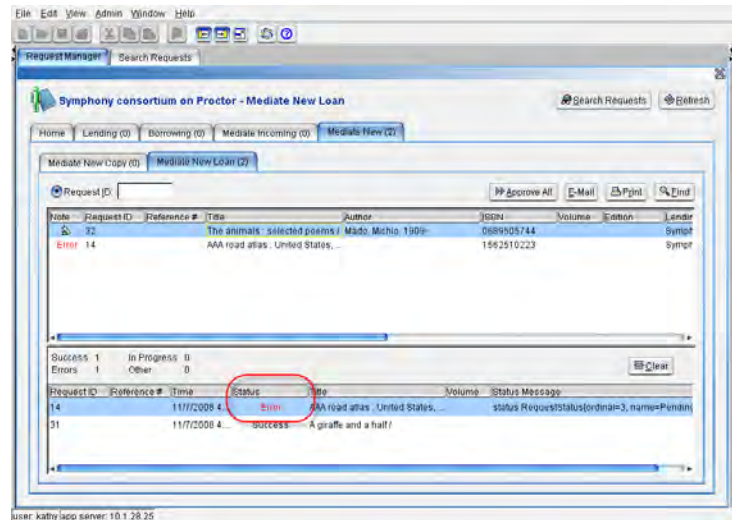 File Edit View Admin Window Help
Request Manager Search Requests
Symphony consortium on Proctor - Mediate New Loan Search Requests Refresh
Home Lending (0) Borrowing (0) Mediate Incoming (0) Mediate New (2)
Mediate New Copy (0) Mediate New Loan (2)
Request ID: Approve All E-Mail Print Find
Note Request ID Reference # Title Author ISBN Volume Edition Lendin
32 The animals : selected poems / Mado, Michio, 1909- 0689505744 Symph
Error 14 AAA road atlas : United States, ... 1562510223 Symph
Success 1 In Progress 0
Errors 1 Other 0 Clear
Request ID Reference # Time Status Title Volume Status Message
14 11/7/2008 4... Error AAA road atlas : United States, ... status RequestStatus[ordinal=3, name=Pending
31 11/7/2008 4... Success A giraffe and a half /
user: kathy app server: 10.1.28.25